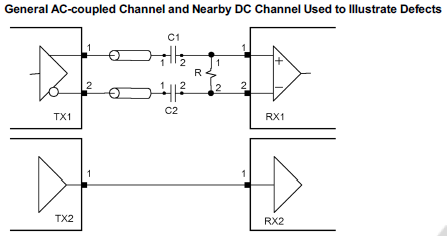 General AC-coupled Channel and Nearby DC Channel Used to Illustrate Defects
C1
1 1 2 R 1 1 +
2 1 2 2 2 −
TX1 C2 RX1
1 1
TX2 RX2